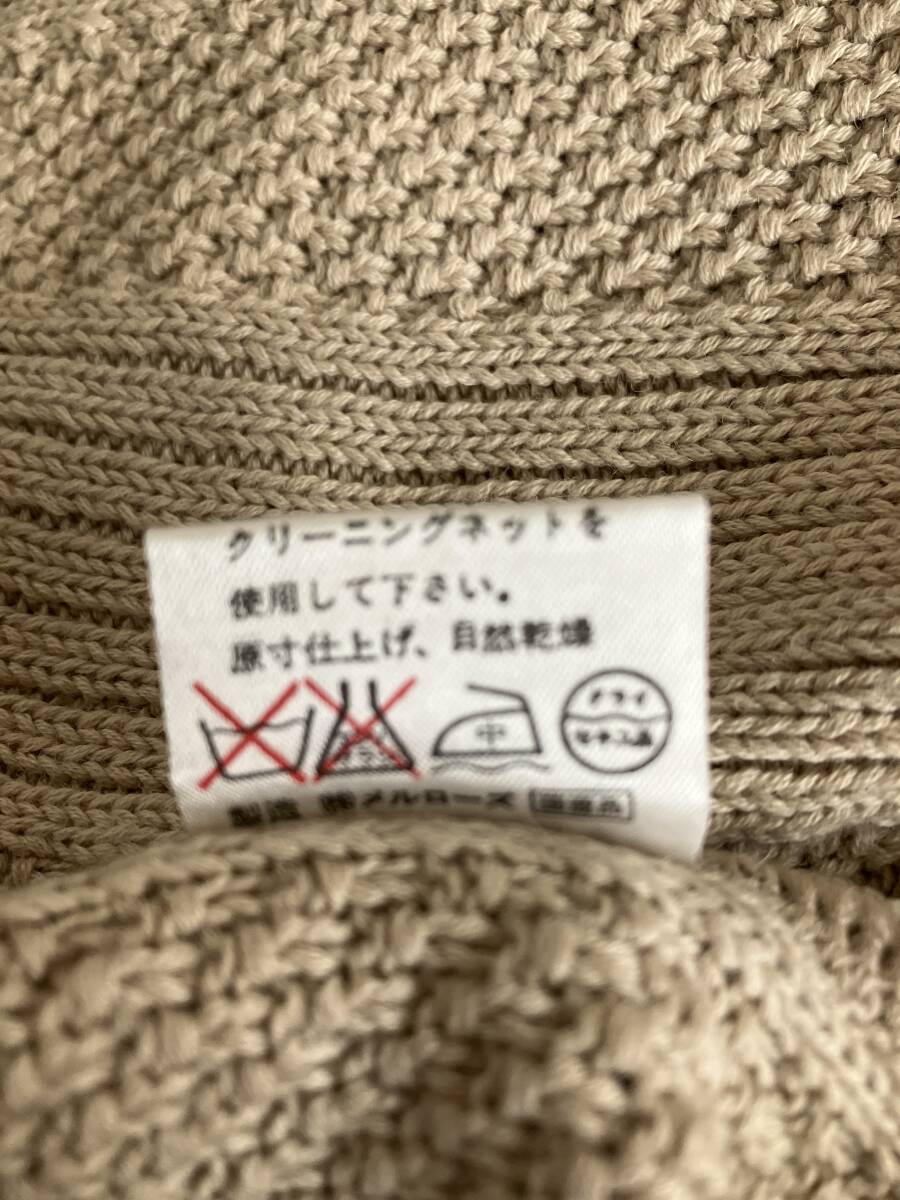 クリーニングネットを
使用して下さい。
原寸仕上げ、自然乾燥
中 ドライ
セキユ系
製造 ㈱メルローズ